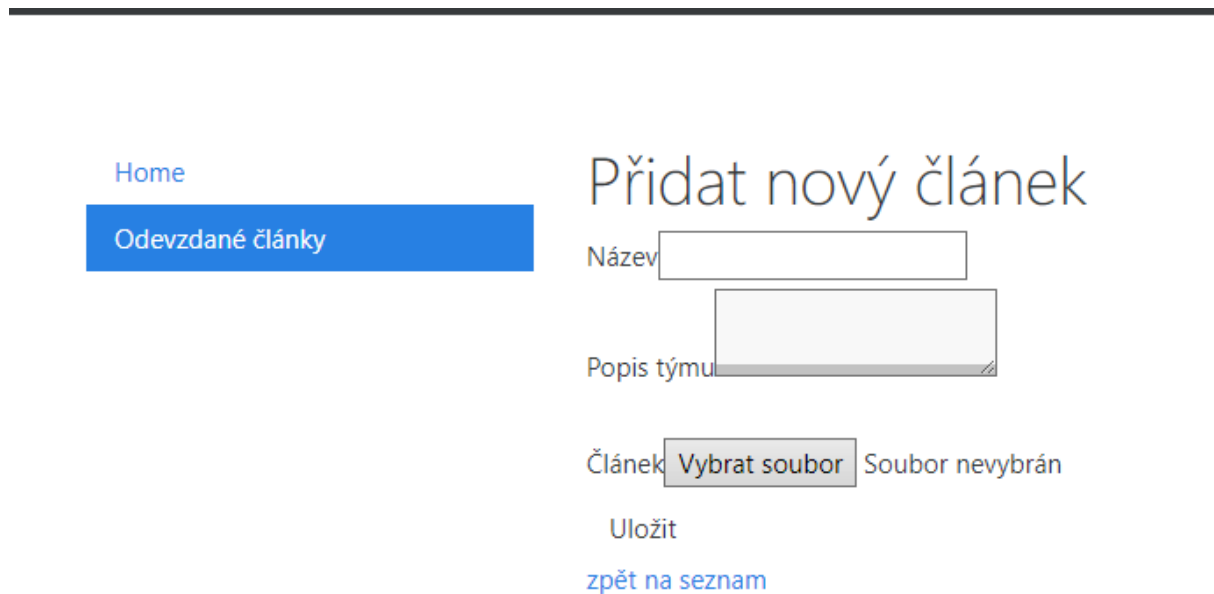 Home
Odevzdané články
Přidat nový článek
Název
Popis týmu
Článek Vybrat soubor Soubor nevybrán
Uložit
zpět na seznam